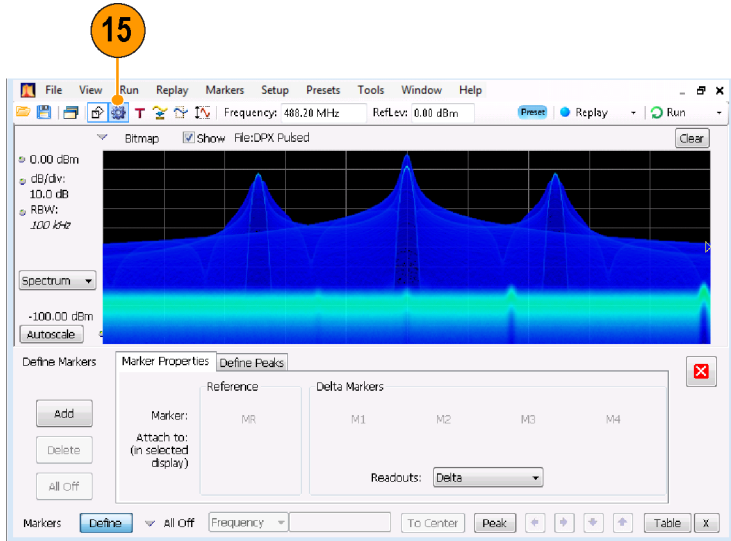 15
File View Run Replay Markers Setup Presets Tools Window Help
T Frequency: 488.20 MHz RefLev: 0.00 dBm Preset Replay Run
Bitmap Show File:DPX Pulsed Clear
0.00 dBm
dB/div:
10.0 dB
RBW:
100 kHz
Spectrum
-100.00 dBm
Autoscale
Define Markers Marker Properties Define Peaks
Reference Delta Markers
Add Marker: MR M1 M2 M3 M4
Attach to:
Delete (in selected
display)
Readouts: Delta
All Off
Markers Define All Off Frequency To Center Peak Table X